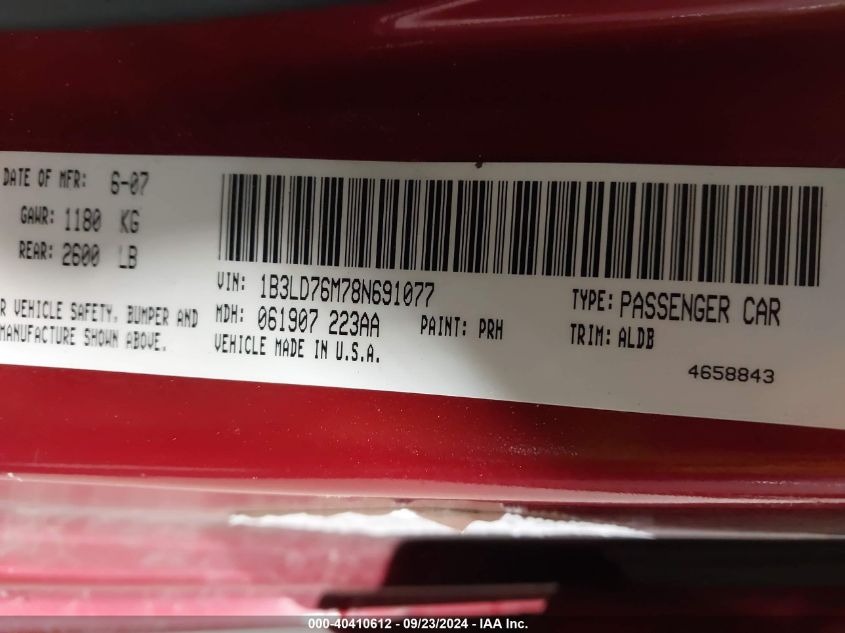 DATE OF MFR: 6-07
GAWR: 1180 KG
REAR: 2600 LB
VEHICLE SAFETY, BUMPER AND
MANUFACTURE SHOWN ABOVE.
VIN: 1B3LD76M78N691077
MDH: 061907 223AA PAINT: PRH
VEHICLE MADE IN U.S.A.
TYPE: PASSENGER CAR
TRIM: ALDB
4658843
000-40410612 - 09/23/2024 - IAA Inc.